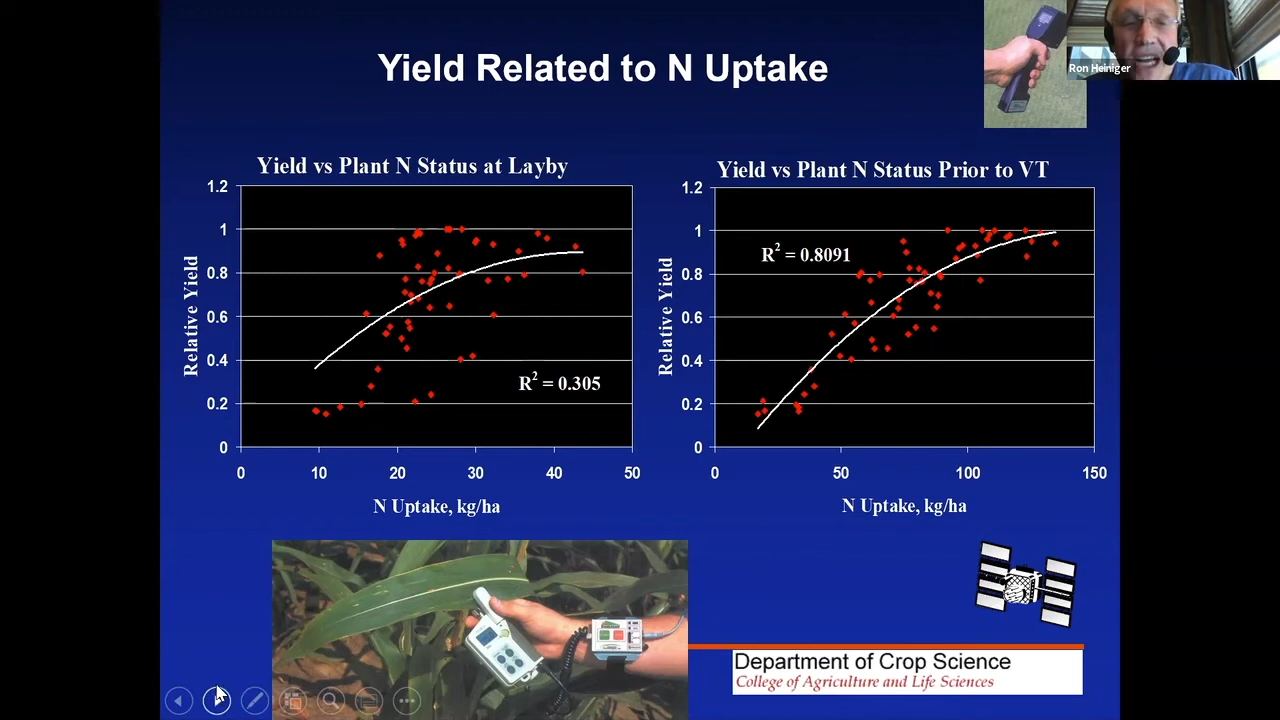 Yield Related to N Uptake
Ron Heiniger
Yield vs Plant N Status at Layby
1.2
1
0.8
0.6
0.4
0.2
0
Relative Yield
R2 = 0.305
0 10 20 30 40 50
N Uptake, kg/ha
Yield vs Plant N Status Prior to VT
1.2
1
0.8
0.6
0.4
0.2
0
Relative Yield
R2 = 0.8091
0 50 100 150
N Uptake, kg/ha
Department of Crop Science
College of Agriculture and Life Sciences